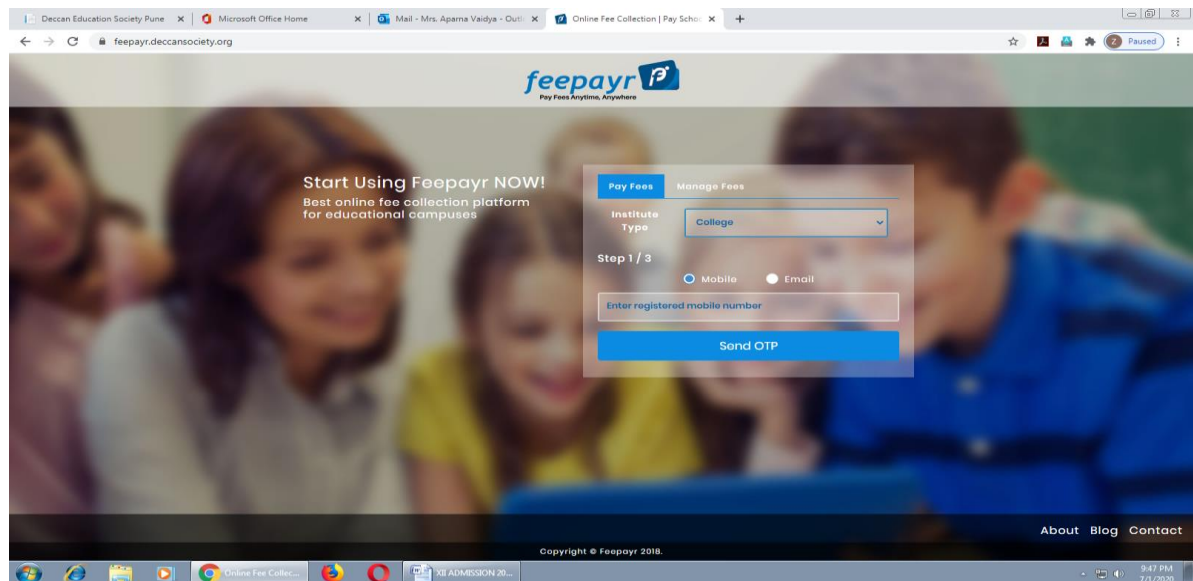 Deccan Education Society Pune
Microsoft Office Home
Mail - Mrs. Aparna Vaidya - Outl
Online Fee Collection | Pay Schoo
feepayr.deccansociety.org
Paused
feepayr
Pay Fees Anytime, Anywhere
Start Using Feepayr NOW!
Best online fee collection platform
for educational campuses
Pay Fees
Manage Fees
Institute
Type
College
Step 1 / 3
Mobile
Email
Enter registered mobile number
Send OTP
About Blog Contact
Copyright © Feepayr 2018.
Online Fee Collec...
XII ADMISSION 20...
9:47 PM
7/1/2020